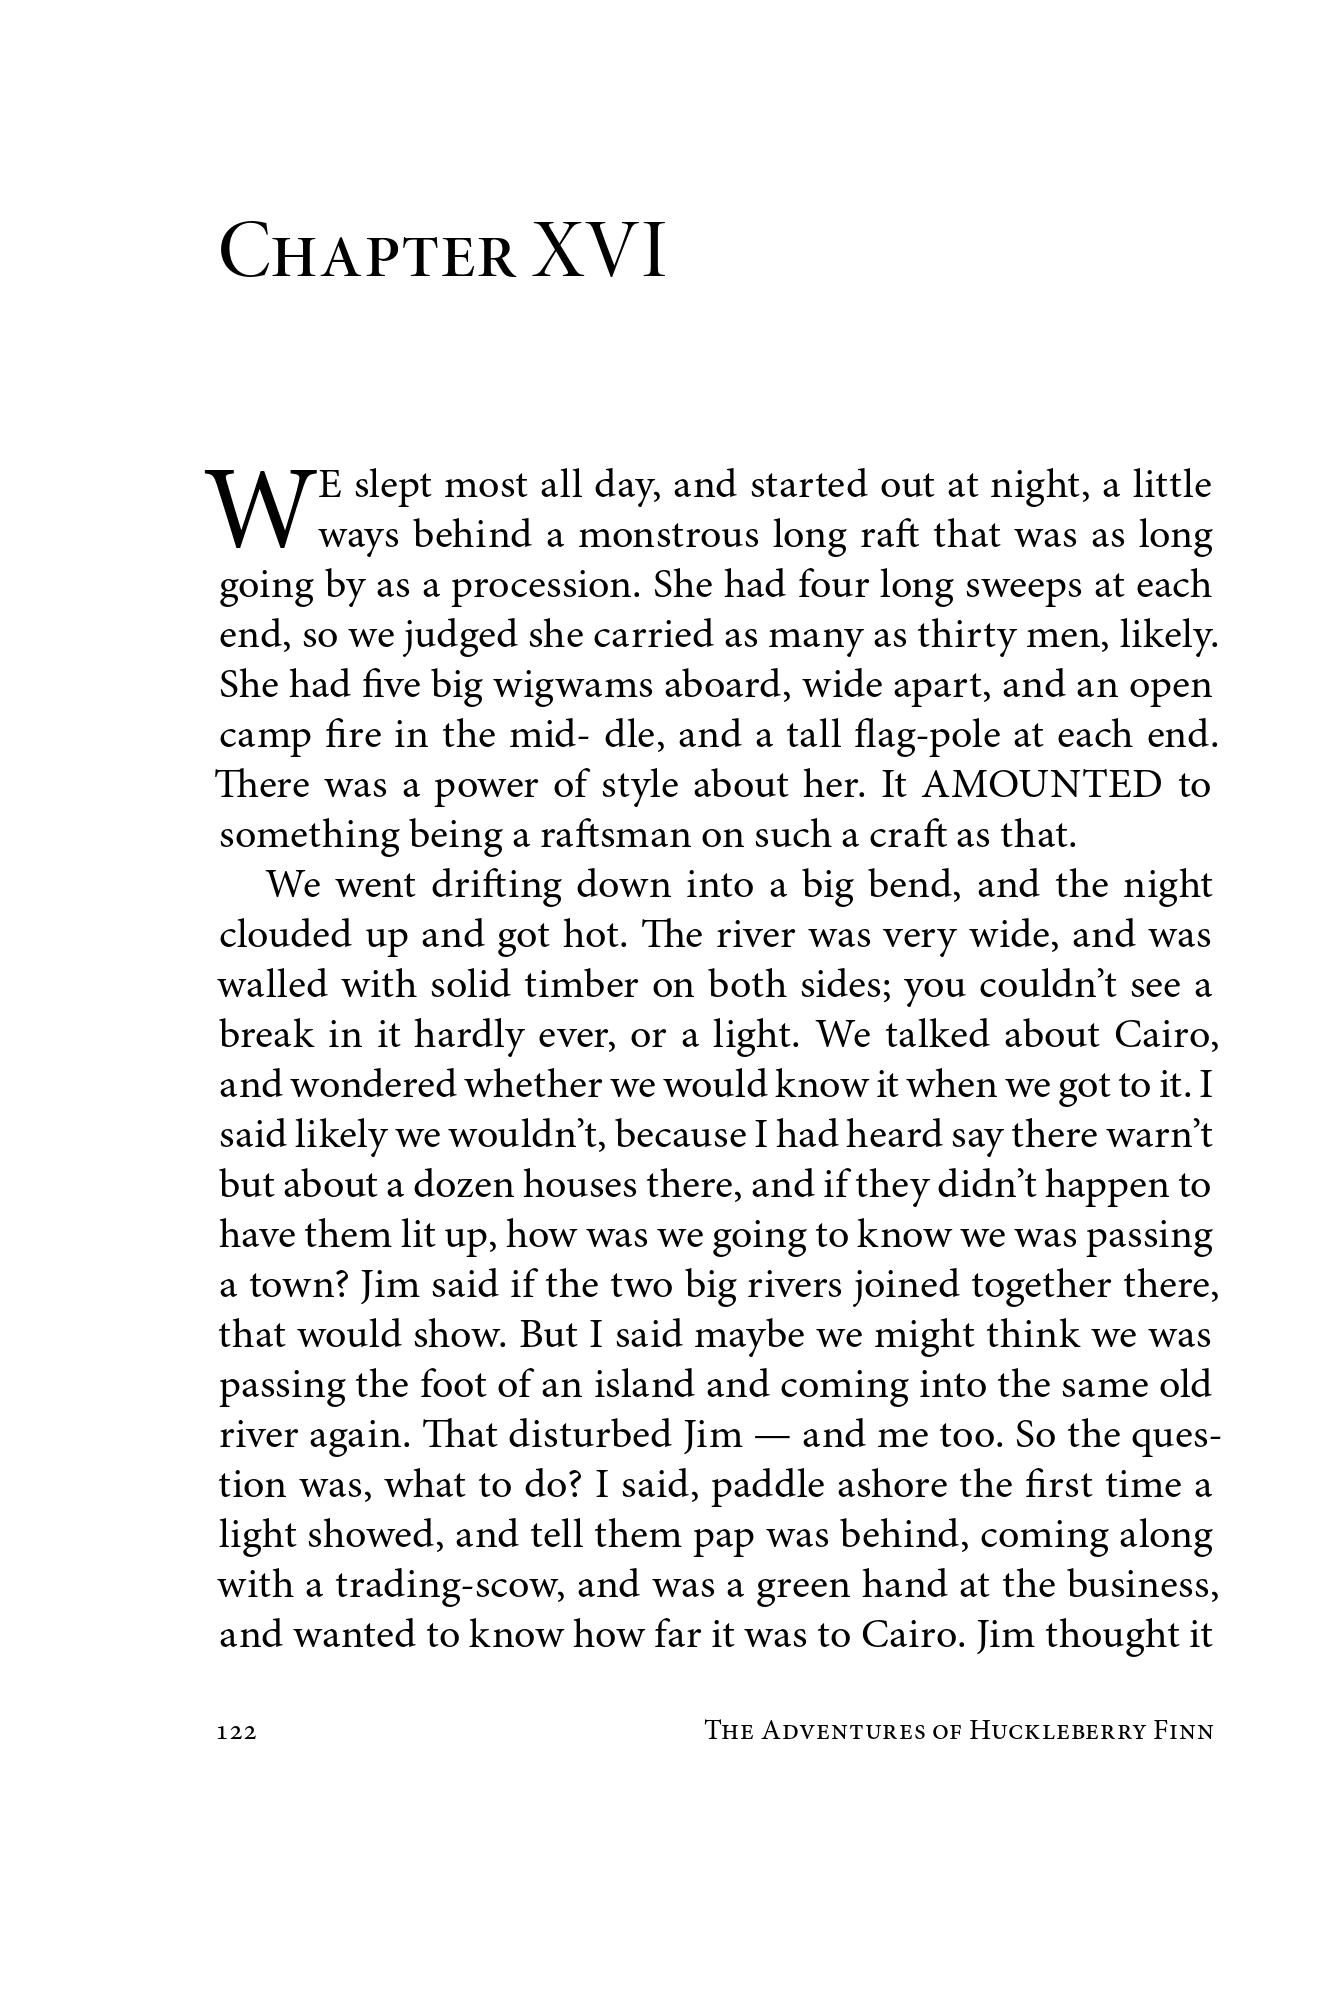 Chapter XVI
WE slept most all day, and started out at night, a little
ways behind a monstrous long raft that was as long
going by as a procession. She had four long sweeps at each
end, so we judged she carried as many as thirty men, likely.
She had five big wigwams aboard, wide apart, and an open
camp fire in the mid- dle, and a tall flag-pole at each end.
There was a power of style about her. It AMOUNTED to
something being a raftsman on such a craft as that.
We went drifting down into a big bend, and the night
clouded up and got hot. The river was very wide, and was
walled with solid timber on both sides; you couldn’t see a
break in it hardly ever, or a light. We talked about Cairo,
and wondered whether we would know it when we got to it. I
said likely we wouldn’t, because I had heard say there warn’t
but about a dozen houses there, and if they didn’t happen to
have them lit up, how was we going to know we was passing
a town? Jim said if the two big rivers joined together there,
that would show. But I said maybe we might think we was
passing the foot of an island and coming into the same old
river again. That disturbed Jim — and me too. So the ques-
tion was, what to do? I said, paddle ashore the first time a
light showed, and tell them pap was behind, coming along
with a trading-scow, and was a green hand at the business,
and wanted to know how far it was to Cairo. Jim thought it
122 The Adventures of Huckleberry Finn